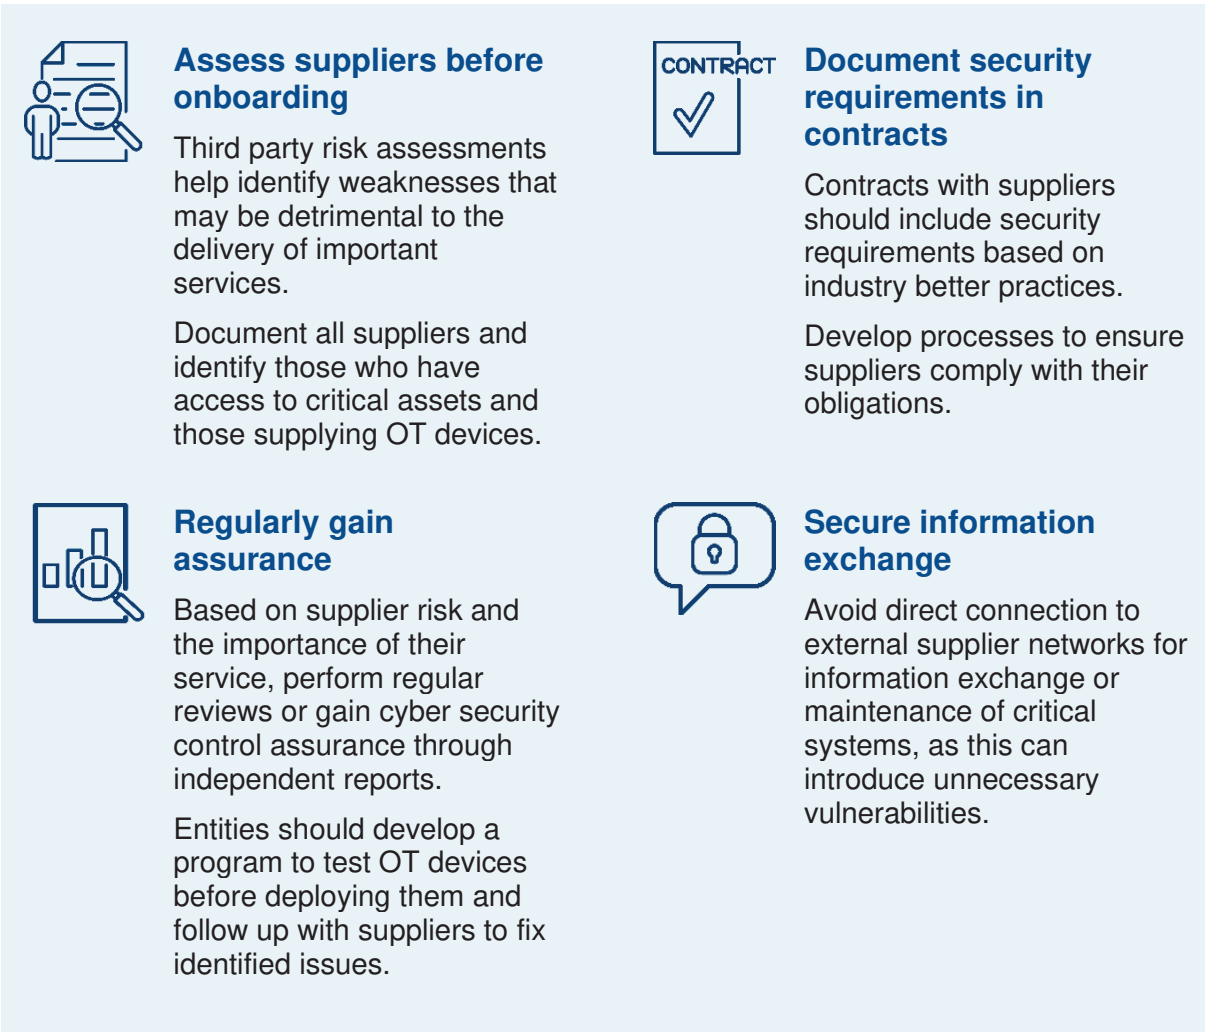 Assess suppliers before
onboarding
Third party risk assessments
help identify weaknesses that
may be detrimental to the
delivery of important
services.
Document all suppliers and
identify those who have
access to critical assets and
those supplying OT devices.
CONTRACT
Document security
requirements in
contracts
Contracts with suppliers
should include security
requirements based on
industry better practices.
Develop processes to ensure
suppliers comply with their
obligations.
Regularly gain
assurance
Based on supplier risk and
the importance of their
service, perform regular
reviews or gain cyber security
control assurance through
independent reports.
Entities should develop a
program to test OT devices
before deploying them and
follow up with suppliers to fix
identified issues.
Secure information
exchange
Avoid direct connection to
external supplier networks for
information exchange or
maintenance of critical
systems, as this can
introduce unnecessary
vulnerabilities.